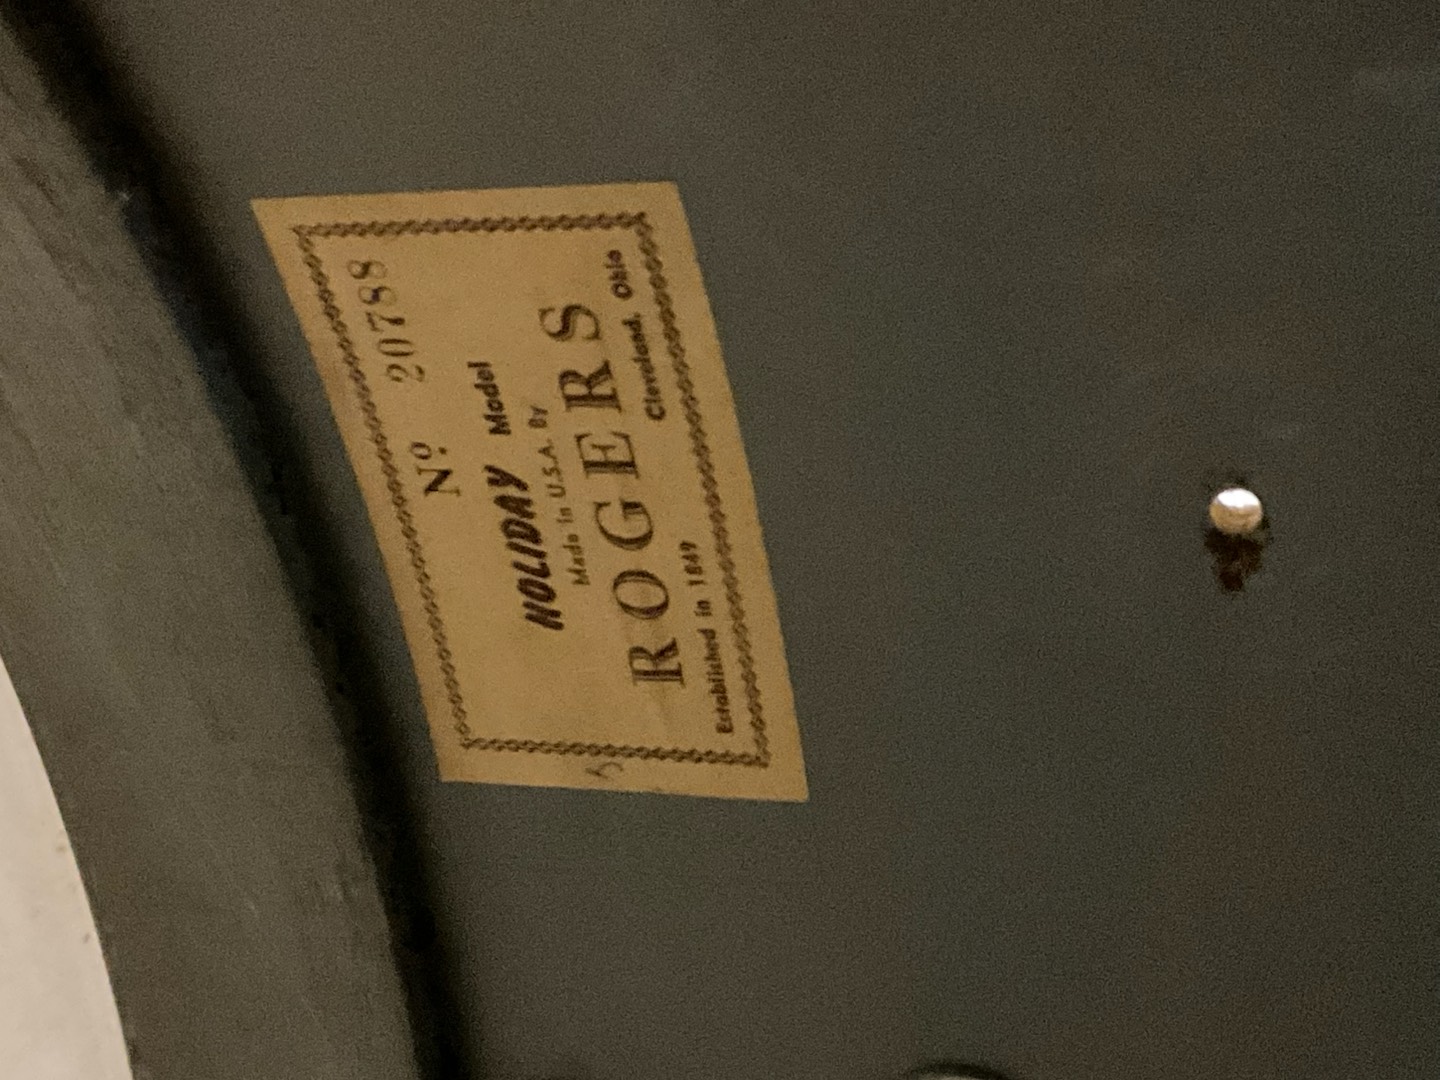 Nº 20788
HOLIDAY Model
Made in U.S.A. By
ROGERS
Established in 1849 Cleveland, Ohio